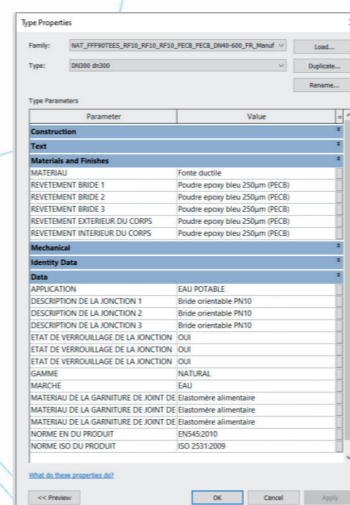 Type Properties
Family: NAT_FFF90TEES_RF10_RF10_RF10_PECB_PECB_DN40-600_FR_Manuf Load...
Type: DN300 dn300 Duplicate...
Rename...
Type Parameters
Parameter Value =
Construction
Text
Materials and Finishes
MATERIAU Fonte ductile
REVETEMENT BRIDE 1 Poudre epoxy bleu 250µm (PECB)
REVETEMENT BRIDE 2 Poudre epoxy bleu 250µm (PECB)
REVETEMENT BRIDE 3 Poudre epoxy bleu 250µm (PECB)
REVETEMENT EXTERIEUR DU CORPS Poudre epoxy bleu 250µm (PECB)
REVETEMENT INTERIEUR DU CORPS Poudre epoxy bleu 250µm (PECB)
Mechanical
Identity Data
Data
APPLICATION EAU POTABLE
DESCRIPTION DE LA JONCTION 1 Bride orientable PN10
DESCRIPTION DE LA JONCTION 2 Bride orientable PN10
DESCRIPTION DE LA JONCTION 3 Bride orientable PN10
ETAT DE VERROUILLAGE DE LA JONCTION OUI
ETAT DE VERROUILLAGE DE LA JONCTION OUI
ETAT DE VERROUILLAGE DE LA JONCTION OUI
GAMME NATURAL
MARCHE EAU
MATERIAU DE LA GARNITURE DE JOINT DE Elastomère alimentaire
MATERIAU DE LA GARNITURE DE JOINT DE Elastomère alimentaire
MATERIAU DE LA GARNITURE DE JOINT DE Elastomère alimentaire
NORME EN DU PRODUIT EN545:2010
NORME ISO DU PRODUIT ISO 2531:2009
What do these properties do?
<< Preview OK Cancel Apply